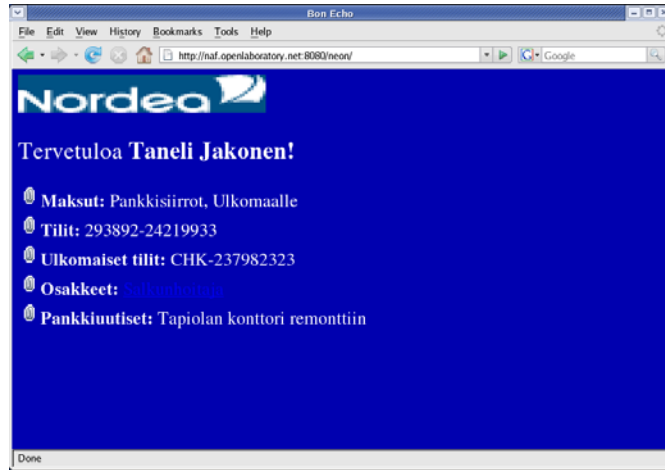 Bon Echo
File Edit View History Bookmarks Tools Help
http://naf.openlaboratory.net:8080/neon/
Google
Nordea
Tervetuloa Taneli Jakonen!
Maksut: Pankkisiirrot, Ulkomaalle
Tilit: 293892-24219933
Ulkomaiset tilit: CHK-237982323
Osakkeet: Salkunhoitaja
Pankkiuutiset: Tapiolan konttori remonttiin
Done